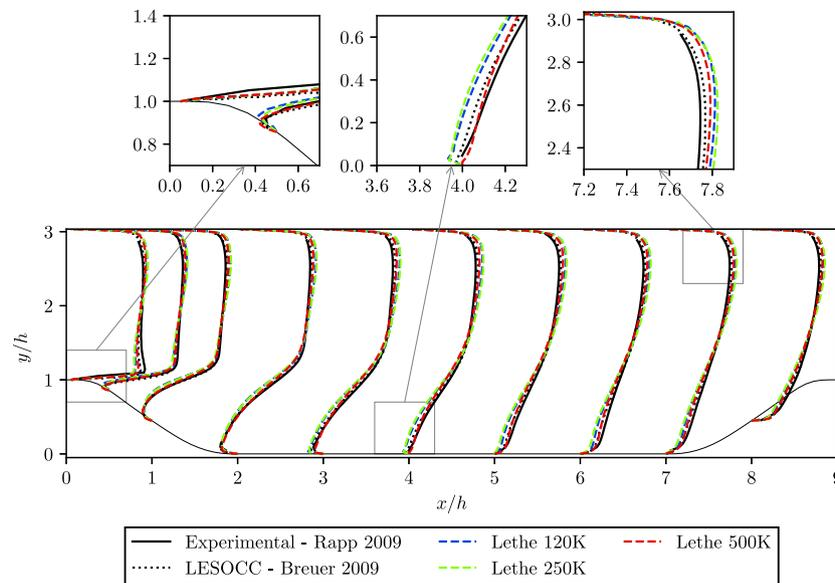 1.4
1.2
1.0
0.8
0.0 0.2 0.4 0.6
0.6
0.4
0.2
0.0
3.6 3.8 4.0 4.2
3.0
2.8
2.6
2.4
7.2 7.4 7.6 7.8
3
2
1
0
y/h
0 1 2 3 4 5 6 7 8 9
x/h
Experimental - Rapp 2009
LESOCC - Breuer 2009
Lethe 120K
Lethe 250K
Lethe 500K